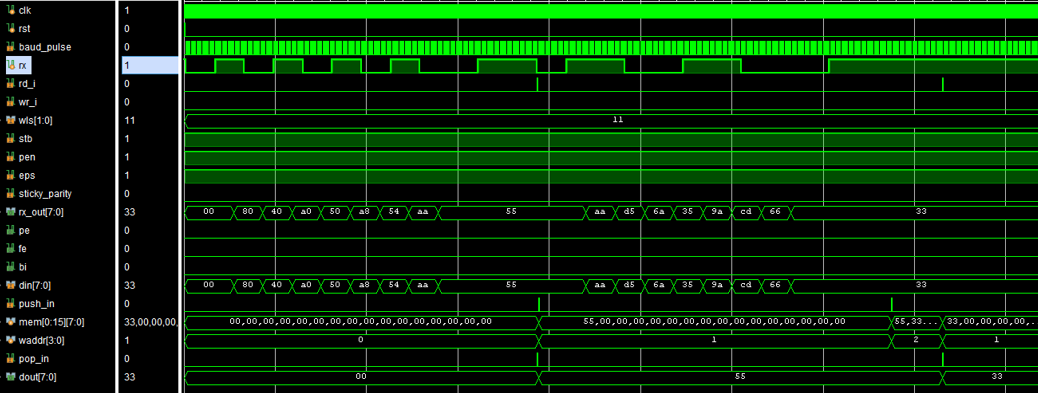 clk 1
rst 0
baud_pulse 0
rx 1
rd_i 0
wr_i 0
wls[1:0] 11 11
stb 1
pen 1
eps 1
sticky_parity 0
rx_out[7:0] 33 00 80 40 a0 50 a8 54 aa 55 aa d5 6a 35 9a cd 66 33
pe 0
fe 0
bi 0
din[7:0] 33 00 80 40 a0 50 a8 54 aa 55 aa d5 6a 35 9a cd 66 33
push_in 0
mem[0:15][7:0] 33,00,00,00, 00,00,00,00,00,00,00,00,00,00,00,00,00,00,00,00 55,00,00,00,00,00,00,00,00,00,00,00,00,00,00,00 55,33... 33,00,00,00,00,...
waddr[3:0] 1 0 1 2 1
pop_in 0
dout[7:0] 33 00 55 33